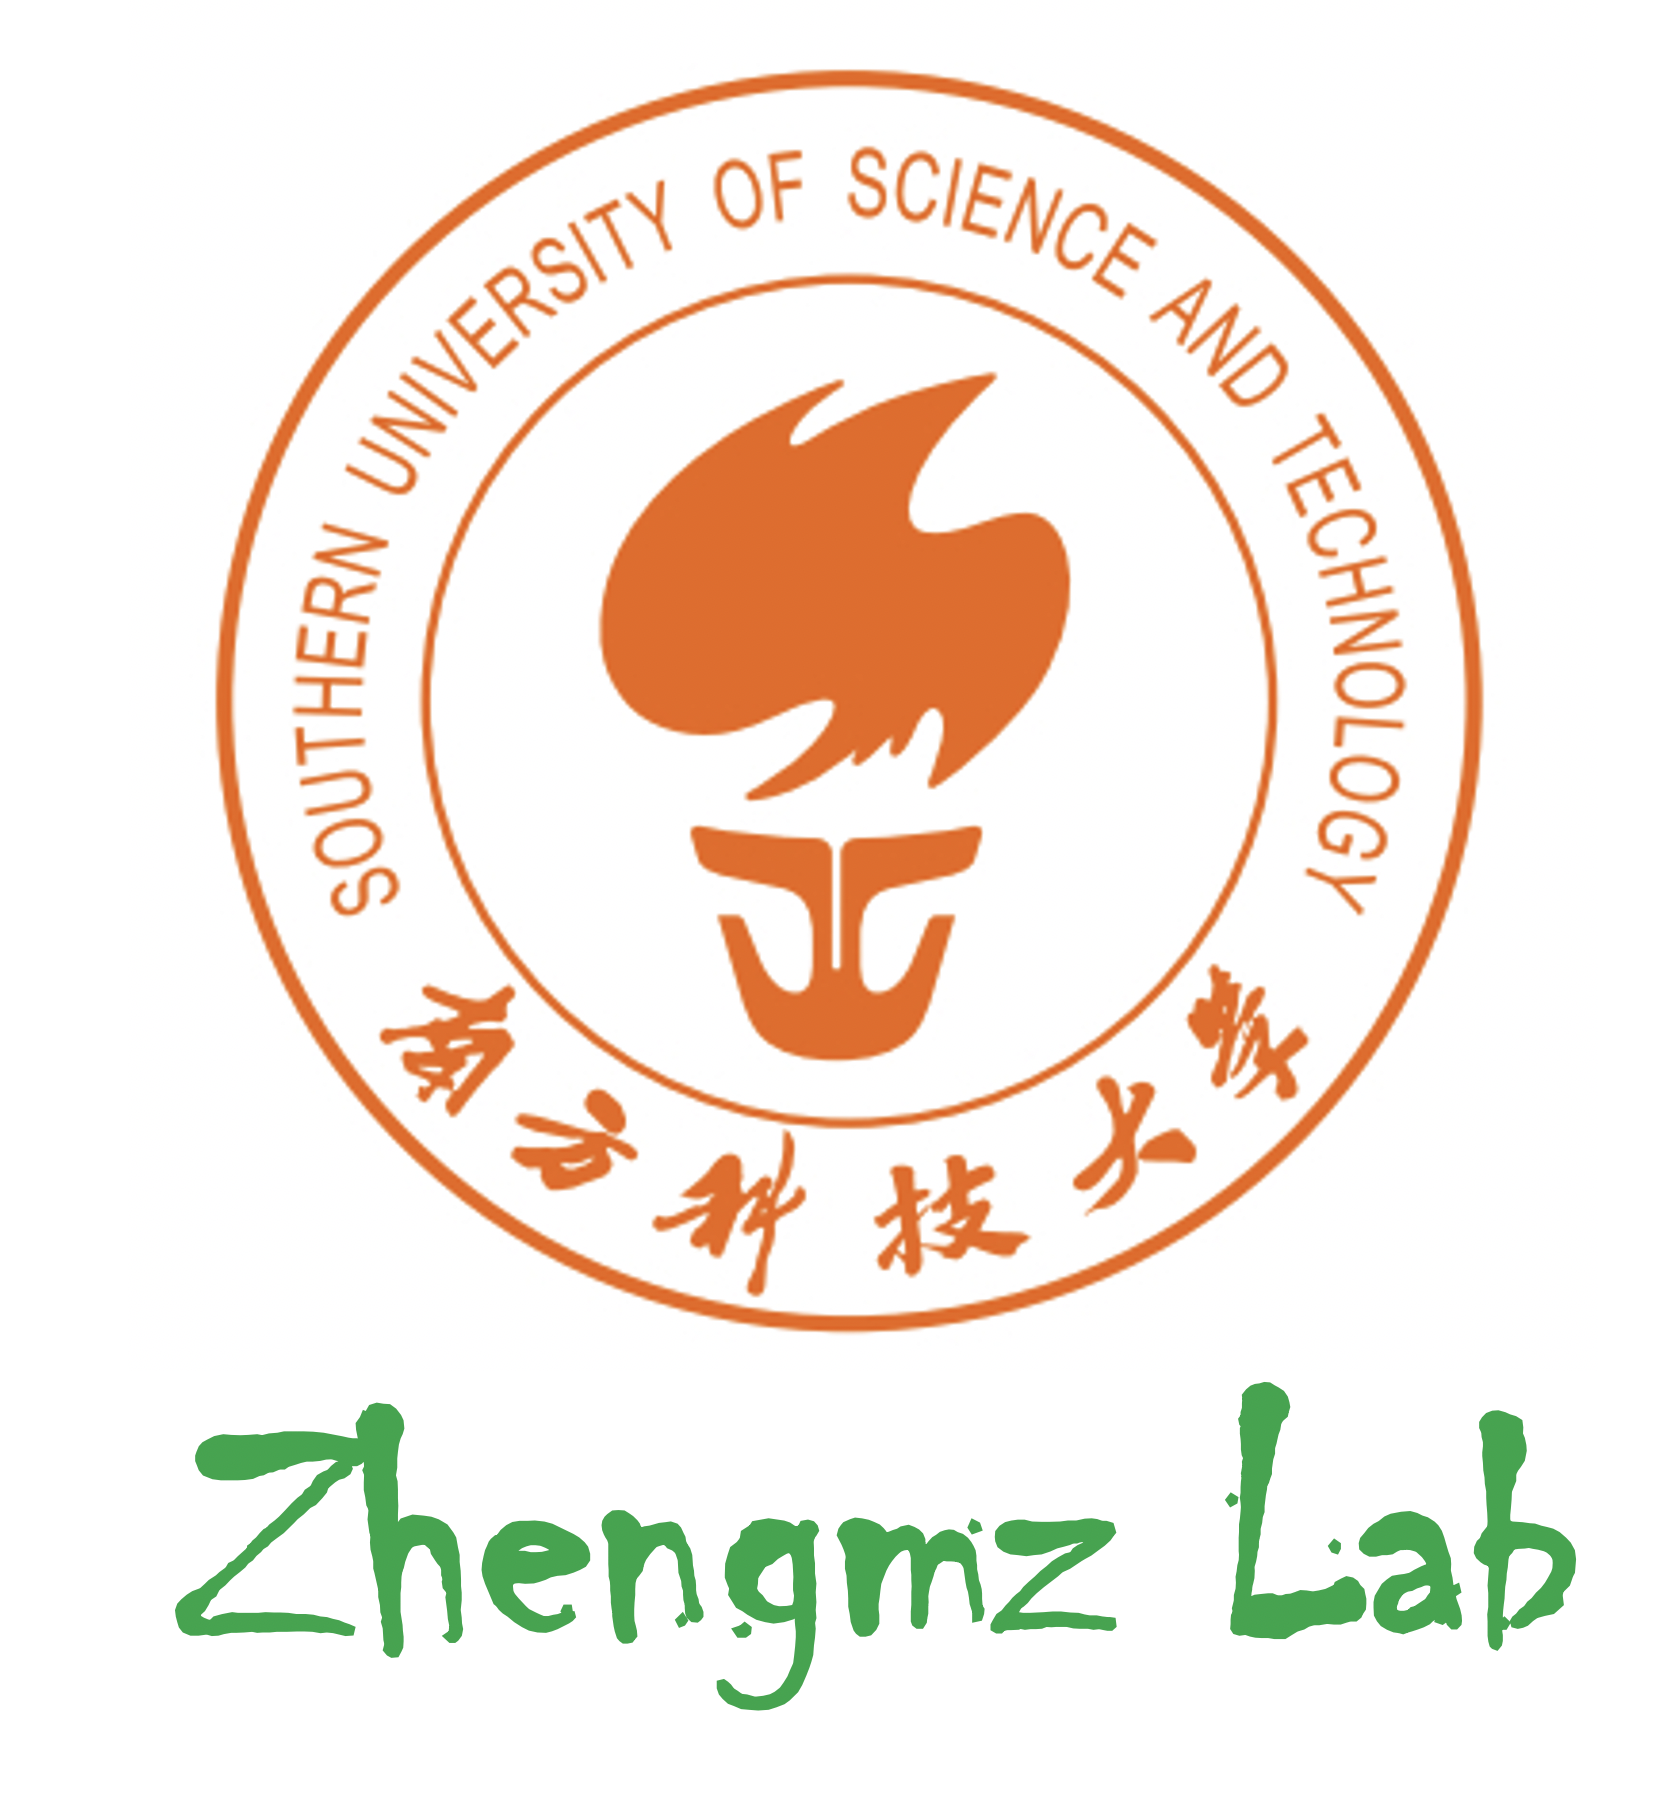 SOUTHERN UNIVERSITY OF SCIENCE AND TECHNOLOGY
南方科技大学
Zhengmz Lab